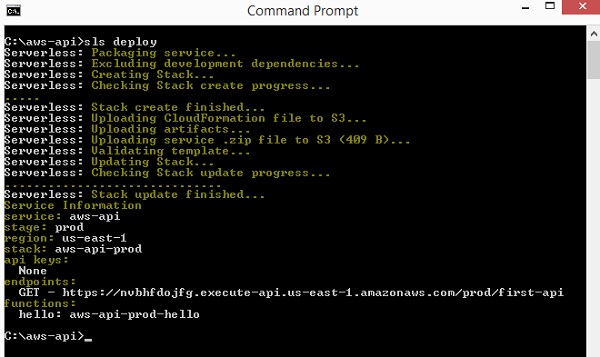 Command Prompt
C:\aws-api>sls deploy
Serverless: Packaging service...
Serverless: Excluding development dependencies...
Serverless: Creating Stack...
Serverless: Checking Stack create progress...
.....
Serverless: Stack create finished...
Serverless: Uploading CloudFormation file to S3...
Serverless: Uploading artifacts...
Serverless: Uploading service .zip file to S3 (409 B)...
Serverless: Validating template...
Serverless: Updating Stack...
Serverless: Checking Stack update progress...
..............................
Serverless: Stack update finished...
Service Information
service: aws-api
stage: prod
region: us-east-1
stack: aws-api-prod
api keys:
  None
endpoints:
  GET - https://nvbhfdojfg.execute-api.us-east-1.amazonaws.com/prod/first-api
functions:
  hello: aws-api-prod-hello
C:\aws-api>_